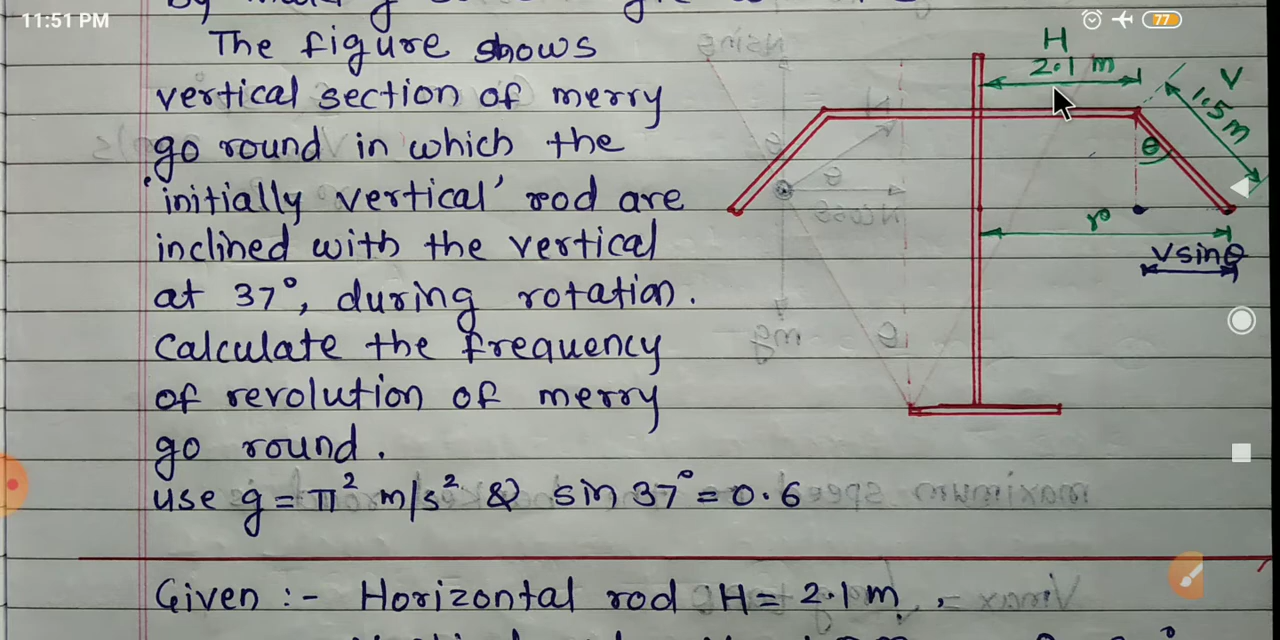 11:51 PM
77
The figure shows
vertical section of merry
go round in which the
'initially vertical' rod are
inclined with the vertical
at 37°, during rotation.
Calculate the frequency
of revolution of merry
go round.
use g = π² m/s² & sin 37° = 0.6
Given :- Horizontal rod H = 2.1 m,
H
2.1 m
V
1.5m
θ
r
V sinθ